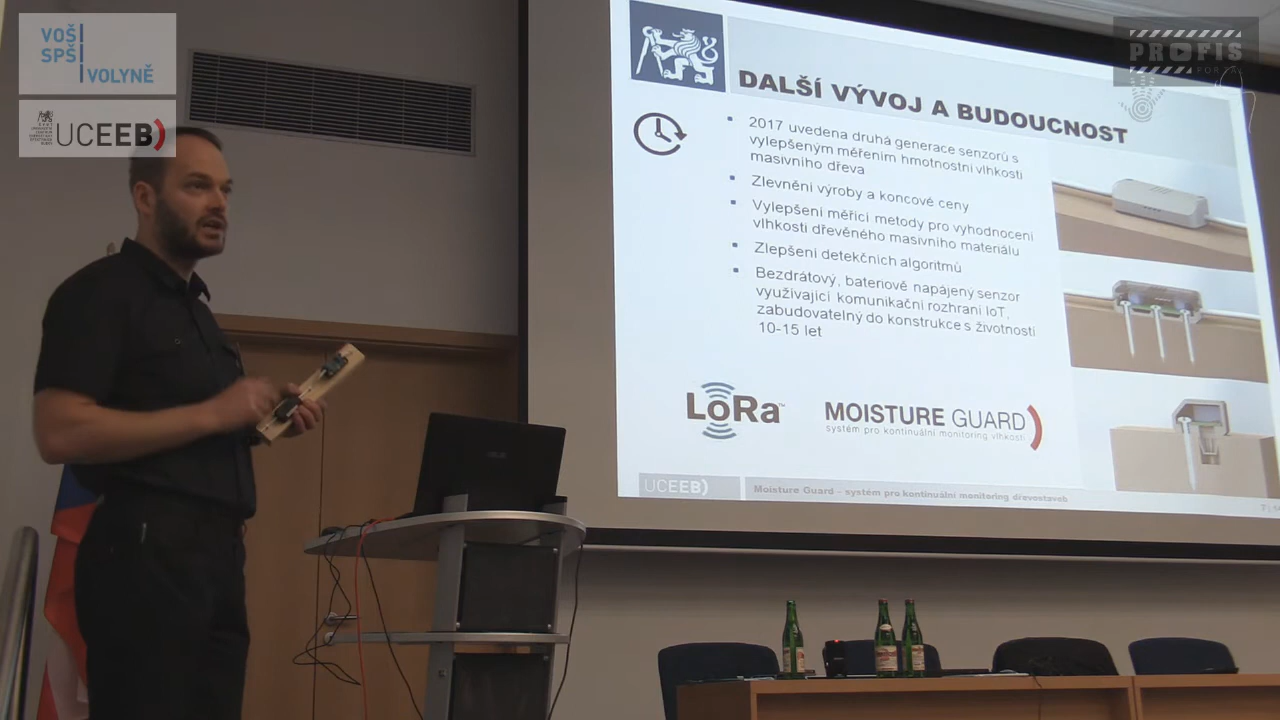 VOŠ
SPŠ
VOLYNĚ
UCEEB
PROFIS
DALŠÍ VÝVOJ A BUDOUCNOST
2017 uvedena druhá generace senzorů s
vylepšeným měřením hmotnostní vlhkosti
masivního dřeva
Zlevnění výroby a koncové ceny
Vylepšení měřící metody pro vyhodnocení
vlhkosti dřevěného masivního materiálu
Zlepšení detekčních algoritmů
Bezdrátový, bateriově napájený senzor
využívající komunikační rozhraní IoT,
zabudovatelný do konstrukce s životností
10-15 let
LoRa™
MOISTURE GUARD
systém pro kontinuální monitoring vlhkosti
UCEEB
Moisture Guard – systém pro kontinuální monitoring dřevostaveb